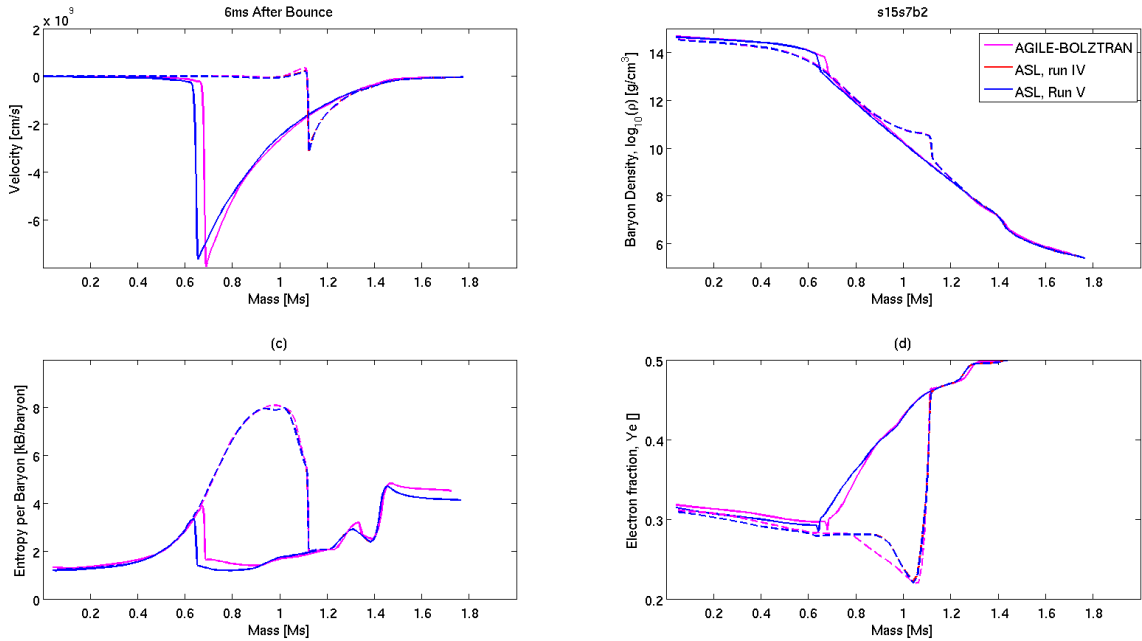 6ms After Bounce
x 10⁹
2
0
-2
-4
-6
Velocity [cm/s]
0.2 0.4 0.6 0.8 1 1.2 1.4 1.6 1.8
Mass [Ms]
s15s7b2
14
12
10
8
6
Baryon Density, log₁₀(ρ) [g/cm³]
AGILE-BOLZTRAN
ASL, run IV
ASL, Run V
0.2 0.4 0.6 0.8 1 1.2 1.4 1.6 1.8
Mass [Ms]
(c)
8
6
4
2
0
Entropy per Baryon [kB/baryon]
0.2 0.4 0.6 0.8 1 1.2 1.4 1.6 1.8
Mass [Ms]
(d)
0.5
0.4
0.3
0.2
Electron fraction, Ye []
0.2 0.4 0.6 0.8 1 1.2 1.4 1.6 1.8
Mass [Ms]